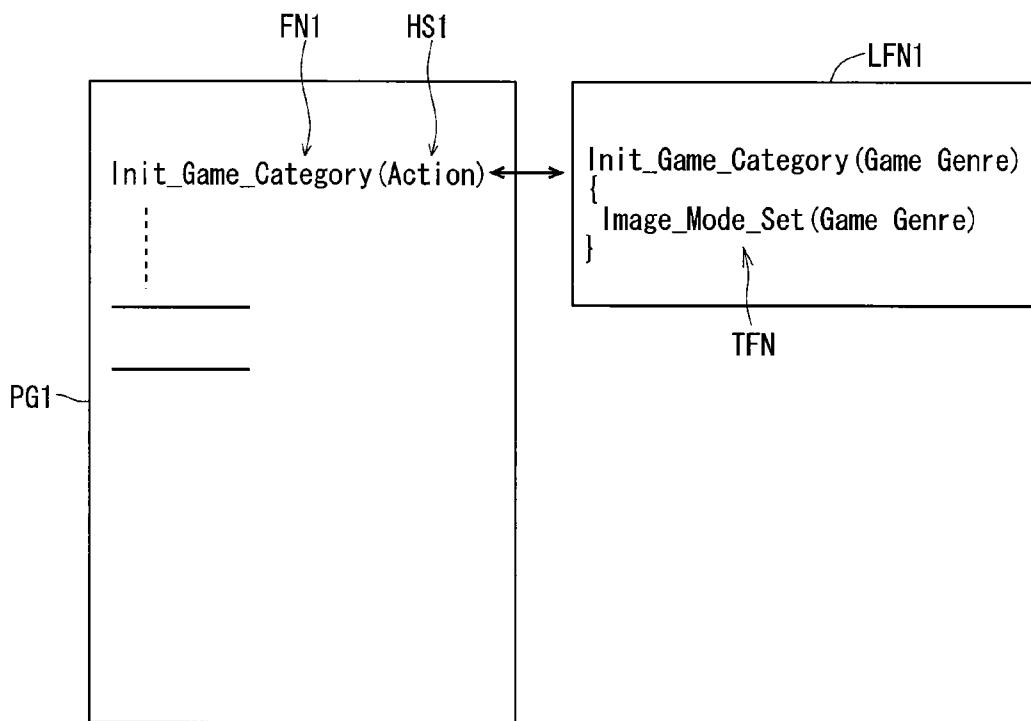 FN1
HS1
LFN1
Init_Game_Category(Action)
Init_Game_Category(Game Genre)
{
Image_Mode_Set(Game Genre)
}
TFN
PG1